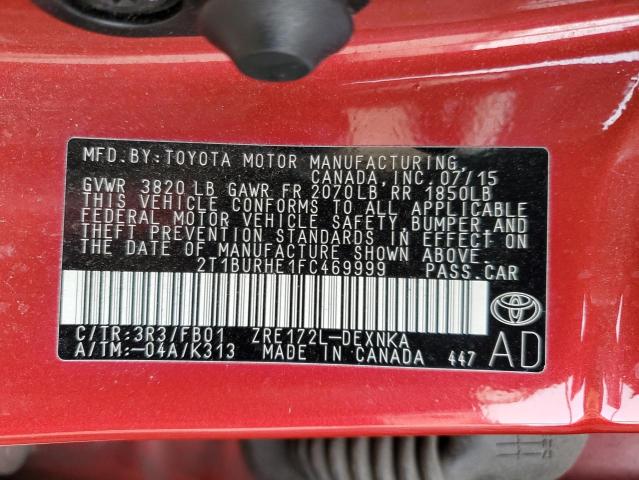 MFD. BY: TOYOTA MOTOR MANUFACTURING,
CANADA, INC. 07/15
GVWR 3820 LB GAWR FR 2070LB RR 1850LB
THIS VEHICLE CONFORMS TO ALL APPLICABLE
FEDERAL MOTOR VEHICLE SAFETY, BUMPER, AND
THEFT PREVENTION STANDARDS IN EFFECT ON
THE DATE OF MANUFACTURE SHOWN ABOVE.
2T1BURHE1FC469999 PASS. CAR
C/TR: 3R3/FB01 ZRE172L-DEXNKA
A/TM: -04A/K313 MADE IN CANADA 447 AD